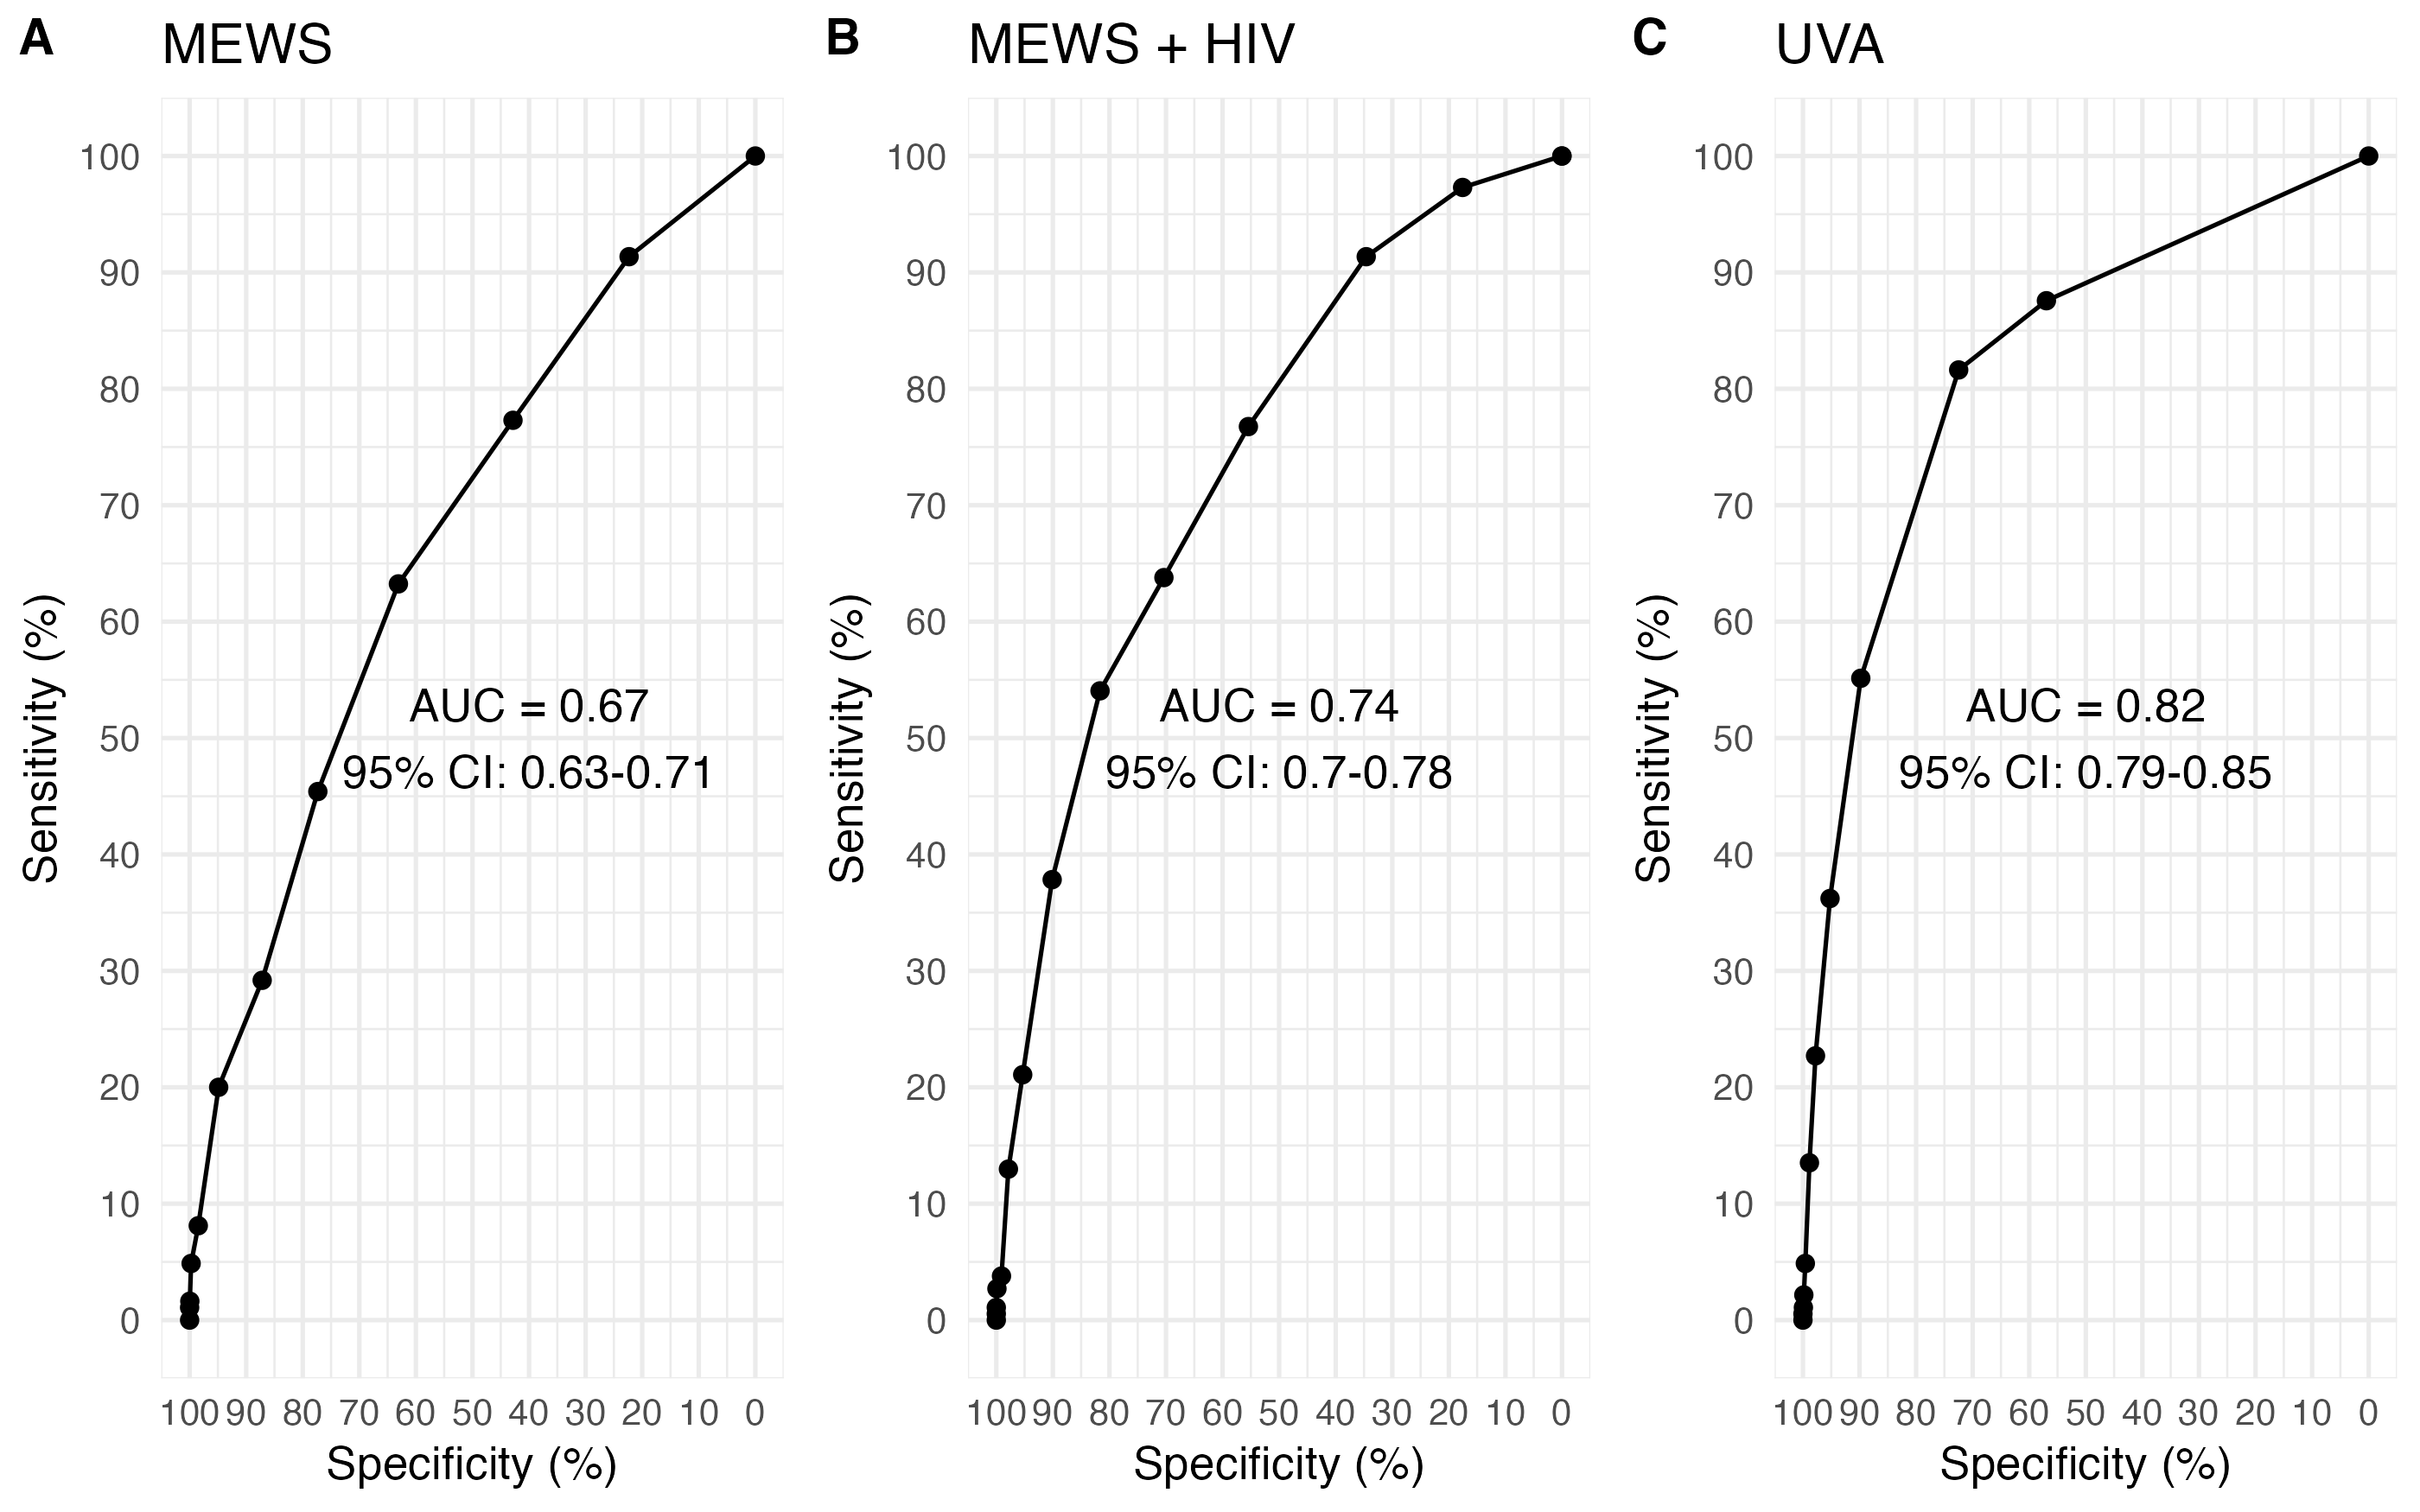 A MEWS
100
90
80
70
60
50
40
30
20
10
0
Sensitivity (%)
AUC = 0.67
95% CI: 0.63-0.71
100 90 80 70 60 50 40 30 20 10 0
Specificity (%)
B MEWS + HIV
100
90
80
70
60
50
40
30
20
10
0
Sensitivity (%)
AUC = 0.74
95% CI: 0.7-0.78
100 90 80 70 60 50 40 30 20 10 0
Specificity (%)
C UVA
100
90
80
70
60
50
40
30
20
10
0
Sensitivity (%)
AUC = 0.82
95% CI: 0.79-0.85
100 90 80 70 60 50 40 30 20 10 0
Specificity (%)